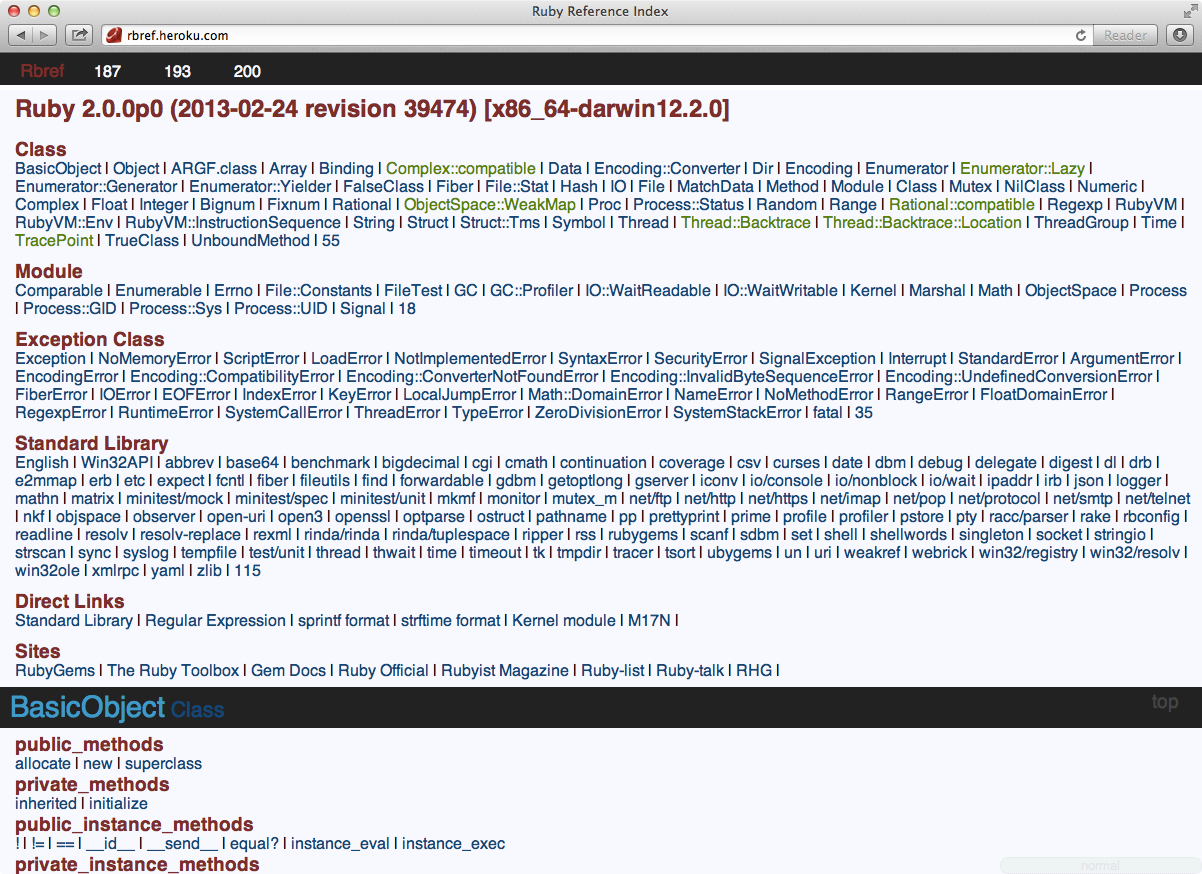 Ruby Reference Index
rbref.heroku.com
Reader
Rbref 187 193 200
Ruby 2.0.0p0 (2013-02-24 revision 39474) [x86_64-darwin12.2.0]
Class
BasicObject | Object | ARGF.class | Array | Binding | Complex::compatible | Data | Encoding::Converter | Dir | Encoding | Enumerator | Enumerator::Lazy |
Enumerator::Generator | Enumerator::Yielder | FalseClass | Fiber | File::Stat | Hash | IO | File | MatchData | Method | Module | Class | Mutex | NilClass | Numeric |
Complex | Float | Integer | Bignum | Fixnum | Rational | ObjectSpace::WeakMap | Proc | Process::Status | Random | Range | Rational::compatible | Regexp | RubyVM |
RubyVM::Env | RubyVM::InstructionSequence | String | Struct | Struct::Tms | Symbol | Thread | Thread::Backtrace | Thread::Backtrace::Location | ThreadGroup | Time |
TracePoint | TrueClass | UnboundMethod | 55
Module
Comparable | Enumerable | Errno | File::Constants | FileTest | GC | GC::Profiler | IO::WaitReadable | IO::WaitWritable | Kernel | Marshal | Math | ObjectSpace | Process
| Process::GID | Process::Sys | Process::UID | Signal | 18
Exception Class
Exception | NoMemoryError | ScriptError | LoadError | NotImplementedError | SyntaxError | SecurityError | SignalException | Interrupt | StandardError | ArgumentError |
EncodingError | Encoding::CompatibilityError | Encoding::ConverterNotFoundError | Encoding::InvalidByteSequenceError | Encoding::UndefinedConversionError |
FiberError | IOError | EOFError | IndexError | KeyError | LocalJumpError | Math::DomainError | NameError | NoMethodError | RangeError | FloatDomainError |
RegexpError | RuntimeError | SystemCallError | ThreadError | TypeError | ZeroDivisionError | SystemStackError | fatal | 35
Standard Library
English | Win32API | abbrev | base64 | benchmark | bigdecimal | cgi | cmath | continuation | coverage | csv | curses | date | dbm | debug | delegate | digest | dl | drb |
e2mmap | erb | etc | expect | fcntl | fiber | fileutils | find | forwardable | gdbm | getoptlong | gserver | iconv | io/console | io/nonblock | io/wait | ipaddr | irb | json | logger |
mathn | matrix | minitest/mock | minitest/spec | minitest/unit | mkmf | monitor | mutex_m | net/ftp | net/http | net/https | net/imap | net/pop | net/protocol | net/smtp | net/telnet
| nkf | objspace | observer | open-uri | open3 | openssl | optparse | ostruct | pathname | pp | prettyprint | prime | profile | profiler | pstore | pty | racc/parser | rake | rbconfig |
readline | resolv | resolv-replace | rexml | rinda/rinda | rinda/tuplespace | ripper | rss | rubygems | scanf | sdbm | set | shell | shellwords | singleton | socket | stringio |
strscan | sync | syslog | tempfile | test/unit | thread | thwait | time | timeout | tk | tmpdir | tracer | tsort | ubygems | un | uri | weakref | webrick | win32/registry | win32/resolv |
win32ole | xmlrpc | yaml | zlib | 115
Direct Links
Standard Library | Regular Expression | sprintf format | strftime format | Kernel module | M17N |
Sites
RubyGems | The Ruby Toolbox | Gem Docs | Ruby Official | Rubyist Magazine | Ruby-list | Ruby-talk | RHG |
BasicObject Class top
public_methods
allocate | new | superclass
private_methods
inherited | initialize
public_instance_methods
! | != | == | __id__ | __send__ | equal? | instance_eval | instance_exec
private_instance_methods
normal